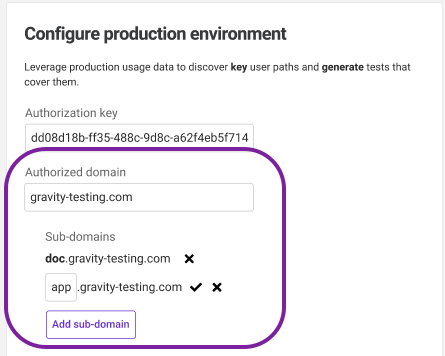 Configure production environment
Leverage production usage data to discover key user paths and generate tests that
cover them.
Authorization key
dd08d18b-ff35-488c-9d8c-a62f4eb5f714
Authorized domain
gravity-testing.com
Sub-domains
doc.gravity-testing.com
app.gravity-testing.com
Add sub-domain